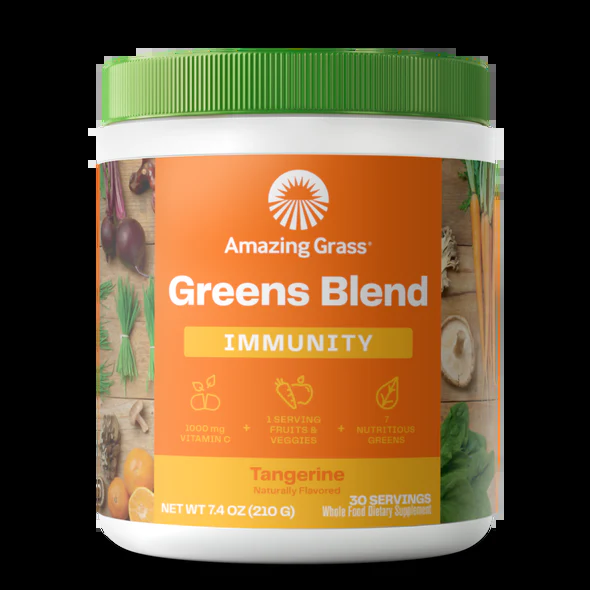 Amazing Grass®
Greens Blend
IMMUNITY
1000 mg
VITAMIN C
+
1 SERVING
FRUITS &
VEGGIES
+
7
NUTRITIOUS
GREENS
Tangerine
Naturally Flavored
NET WT 7.4 OZ (210 G)
30 SERVINGS
Whole Food Dietary Supplement